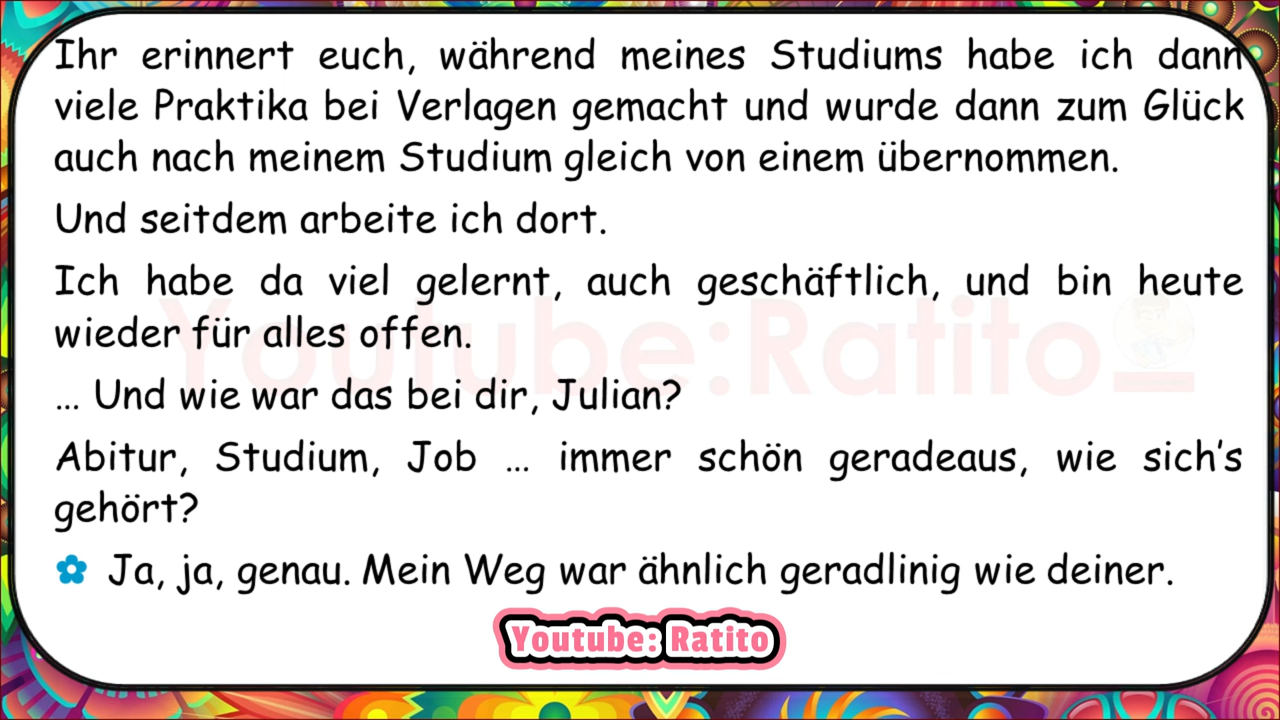 Ihr erinnert euch, während meines Studiums habe ich dann
viele Praktika bei Verlagen gemacht und wurde dann zum Glück
auch nach meinem Studium gleich von einem übernommen.
Und seitdem arbeite ich dort.
Ich habe da viel gelernt, auch geschäftlich, und bin heute
wieder für alles offen.
Youtube:Ratito
... Und wie war das bei dir, Julian?
Abitur, Studium, Job ... immer schön geradeaus, wie sich's
gehört?
✿ Ja, ja, genau. Mein Weg war ähnlich geradlinig wie deiner.
Youtube: Ratito